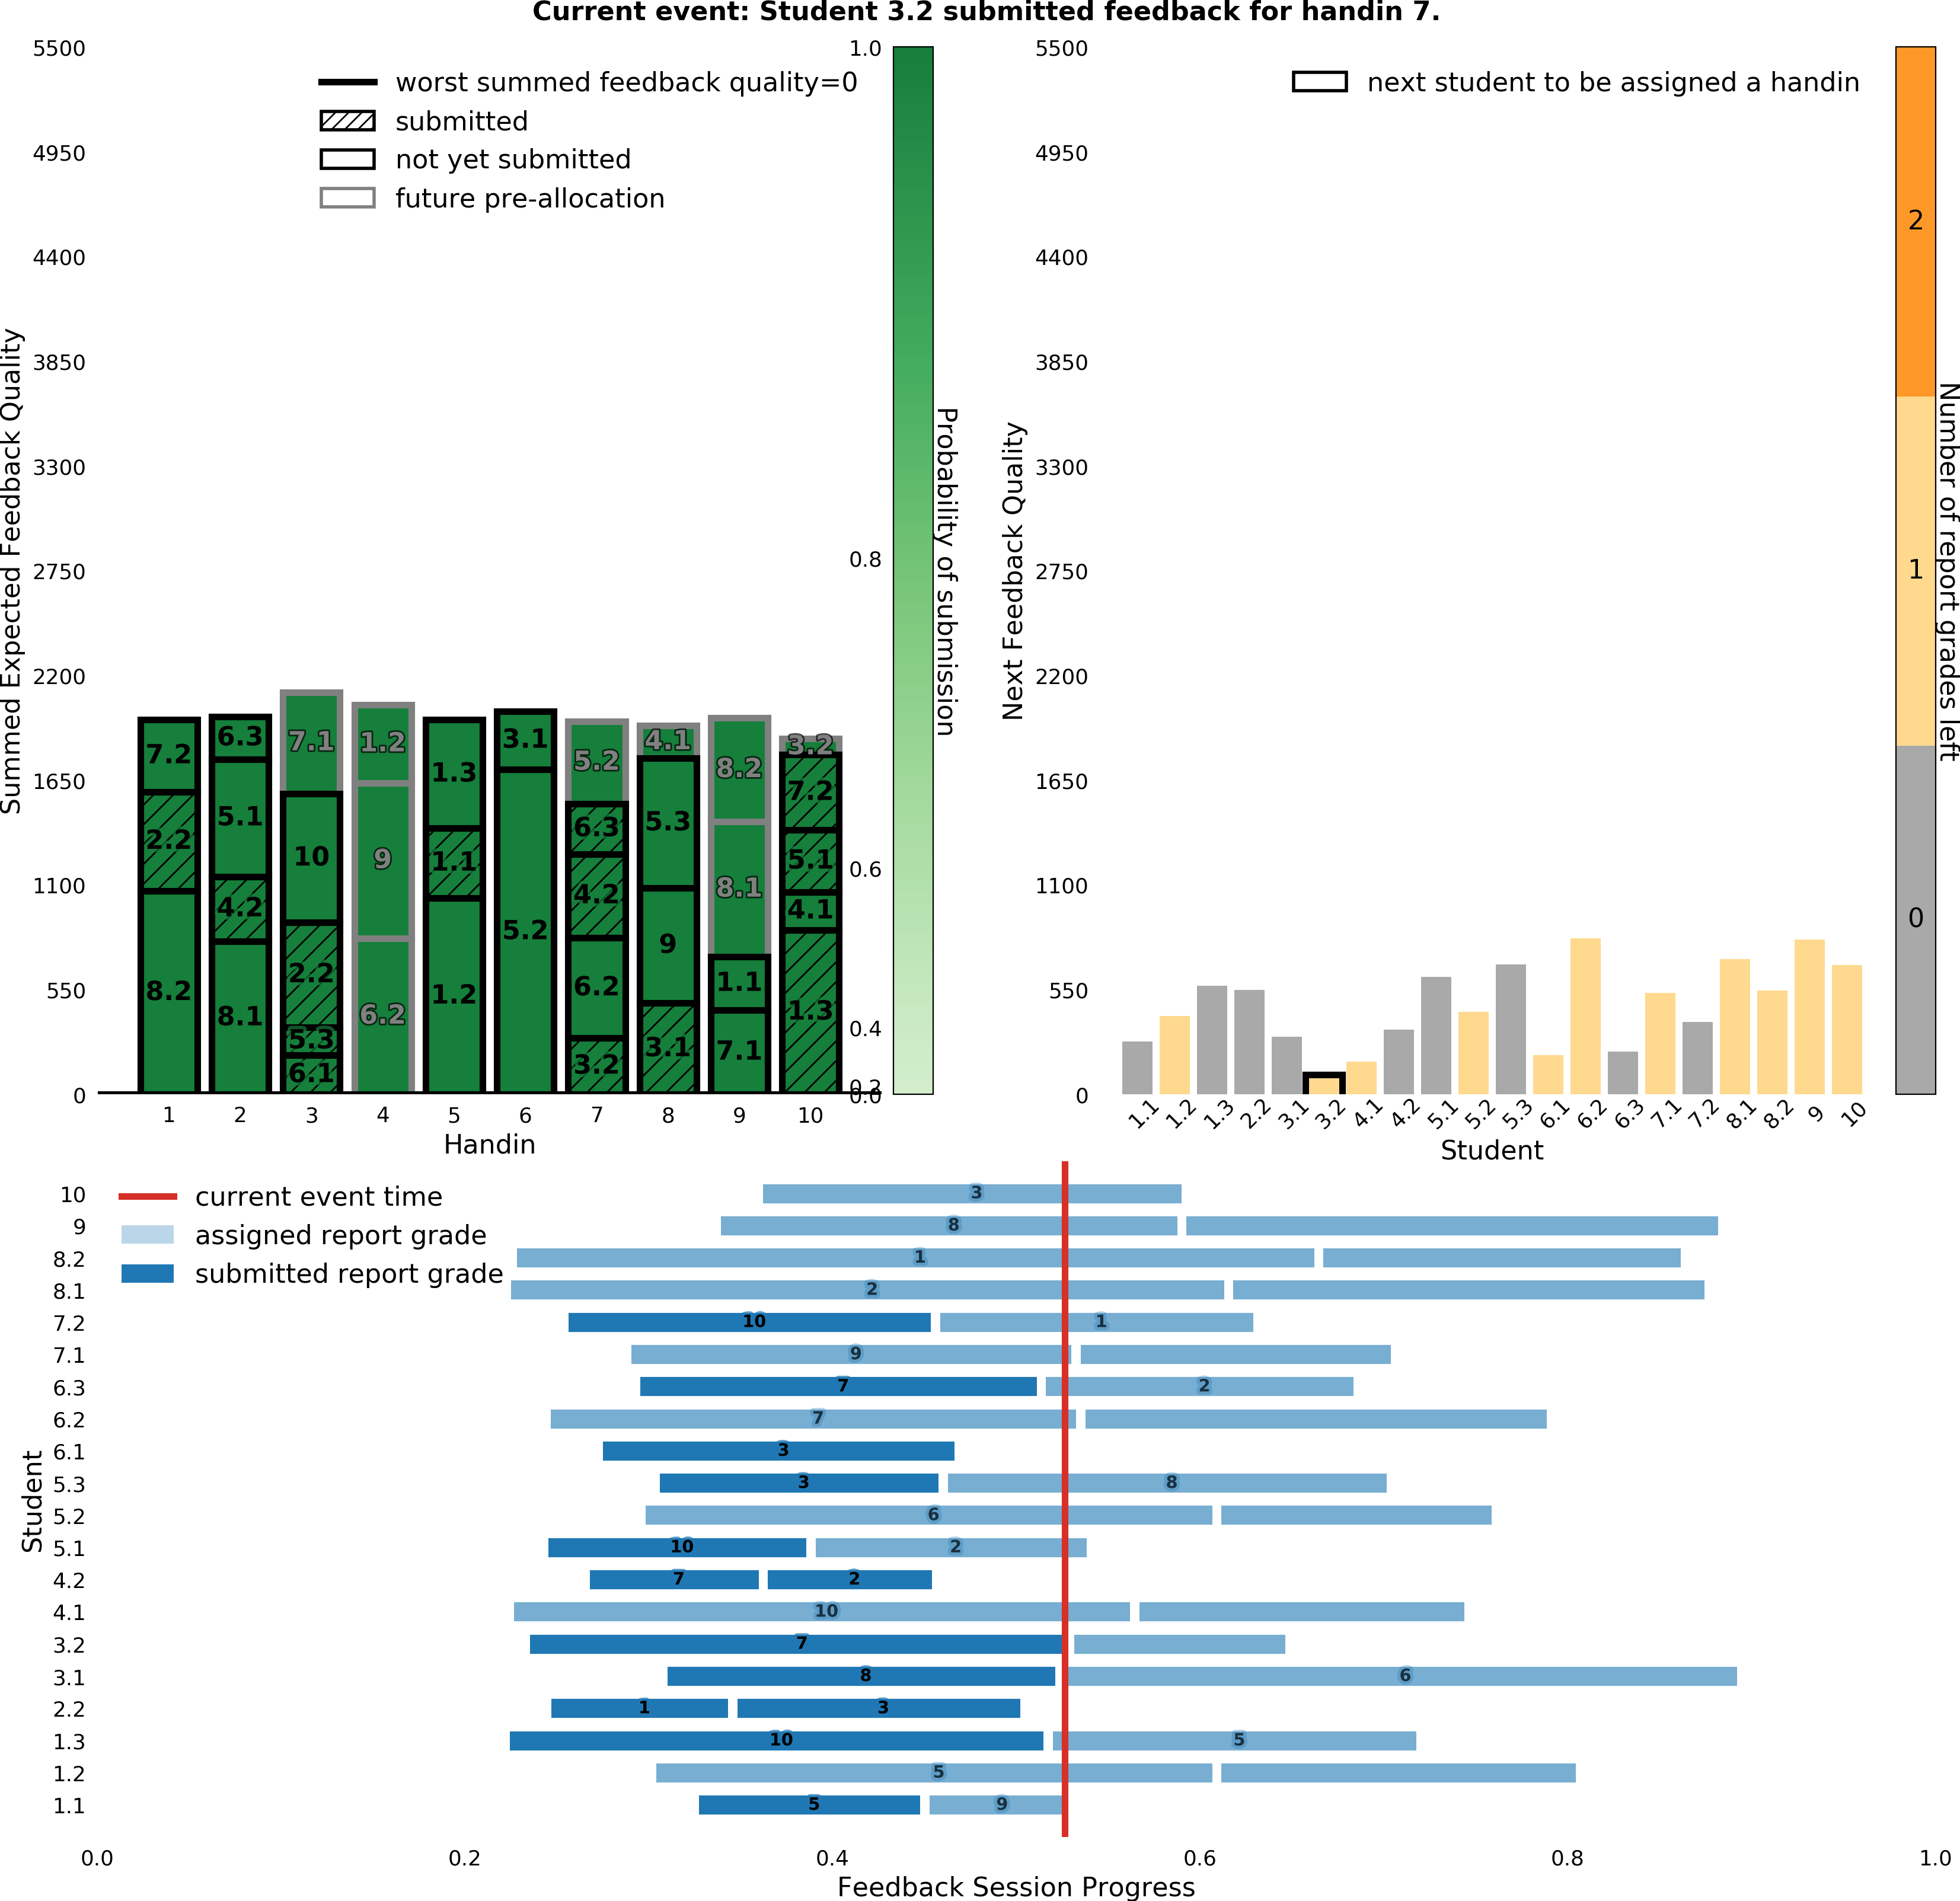 Current event: Student 3.2 submitted feedback for handin 7.
5500
4950
4400
3850
3300
2750
2200
1650
1100
550
0
Summed Expected Feedback Quality
worst summed feedback quality=0
submitted
not yet submitted
future pre-allocation
7.2
2.2
8.2
6.3
5.1
4.2
8.1
7.1
10
2.2
5.3
6.1
1.2
9
6.2
1.3
1.1
1.2
3.1
5.2
5.2
6.3
4.2
6.2
3.2
4.1
5.3
9
3.1
8.2
8.1
1.1
7.1
3.2
7.2
5.1
4.1
1.3
1 2 3 4 5 6 7 8 9 10
Handin
1.0
0.8
0.6
0.4
0.2
0.0
Probability of submission
5500
4950
4400
3850
3300
2750
2200
1650
1100
550
0
Next Feedback Quality
next student to be assigned a handin
1.1 1.2 1.3 2.2 3.1 3.2 4.1 4.2 5.1 5.2 5.3 6.1 6.2 6.3 7.1 7.2 8.1 8.2 9 10
Student
2
1
0
Number of report grades left
current event time
assigned report grade
submitted report grade
Student
10 3
9 8
8.2 1
8.1 2
7.2 10 1
7.1 9
6.3 7 2
6.2 7
6.1 3
5.3 3 8
5.2 6
5.1 10 2
4.2 7 2
4.1 10
3.2 7
3.1 8 6
2.2 1 3
1.3 10 5
1.2 5
1.1 5 9
0.0 0.2 0.4 0.6 0.8 1.0
Feedback Session Progress